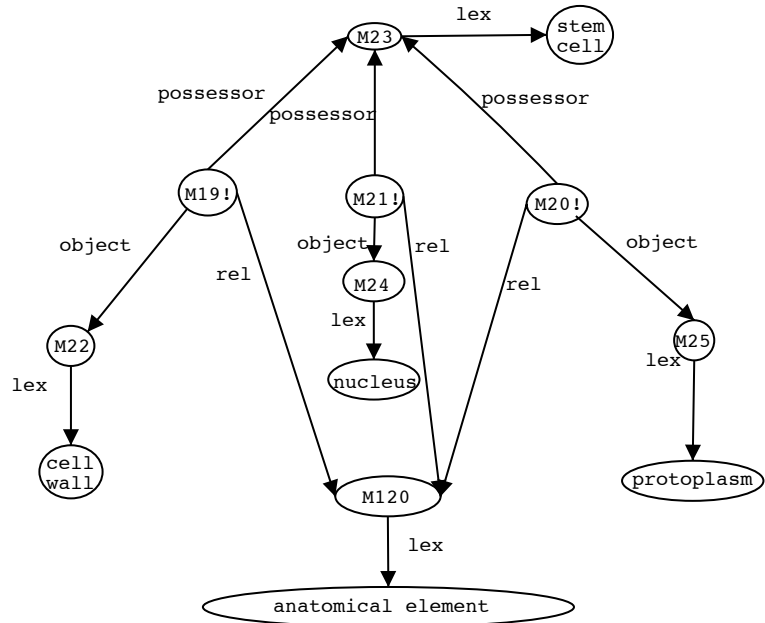 lex
stem
cell
M23
possessor
possessor
possessor
M19!
M21!
M20!
object
object
rel
object
rel
M24
rel
lex
M22
M25
lex
lex
nucleus
cell
wall
protoplasm
M120
lex
anatomical element